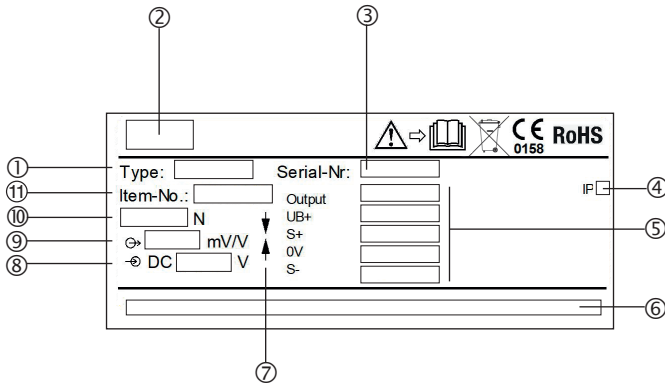 ② ③
CE 0158 RoHS
① Type: Serial-Nr:
⑪ Item-No.: Output IP ④
⑩ N UB+
⑨ mV/V S+ ⑤
⑧ DC V 0V
S-
⑥
⑦